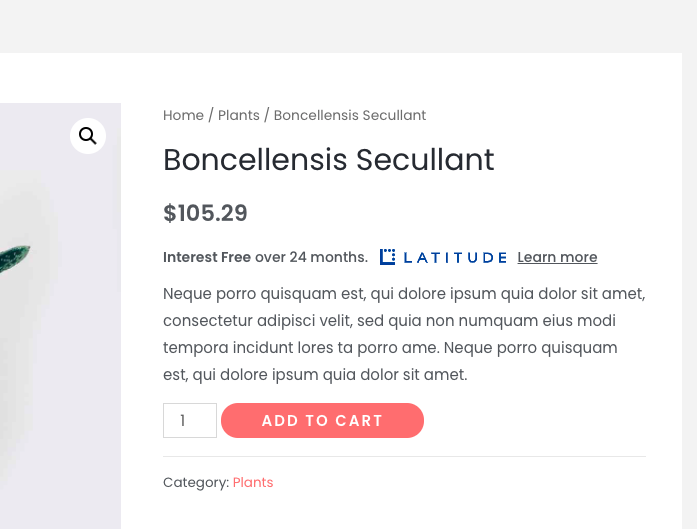 Home / Plants / Boncellensis Secullant
Boncellensis Secullant
$105.29
Interest Free over 24 months. LATITUDE Learn more
Neque porro quisquam est, qui dolore ipsum quia dolor sit amet,
consectetur adipisci velit, sed quia non numquam eius modi
tempora incidunt lores ta porro ame. Neque porro quisquam
est, qui dolore ipsum quia dolor sit amet.
1 ADD TO CART
Category: Plants